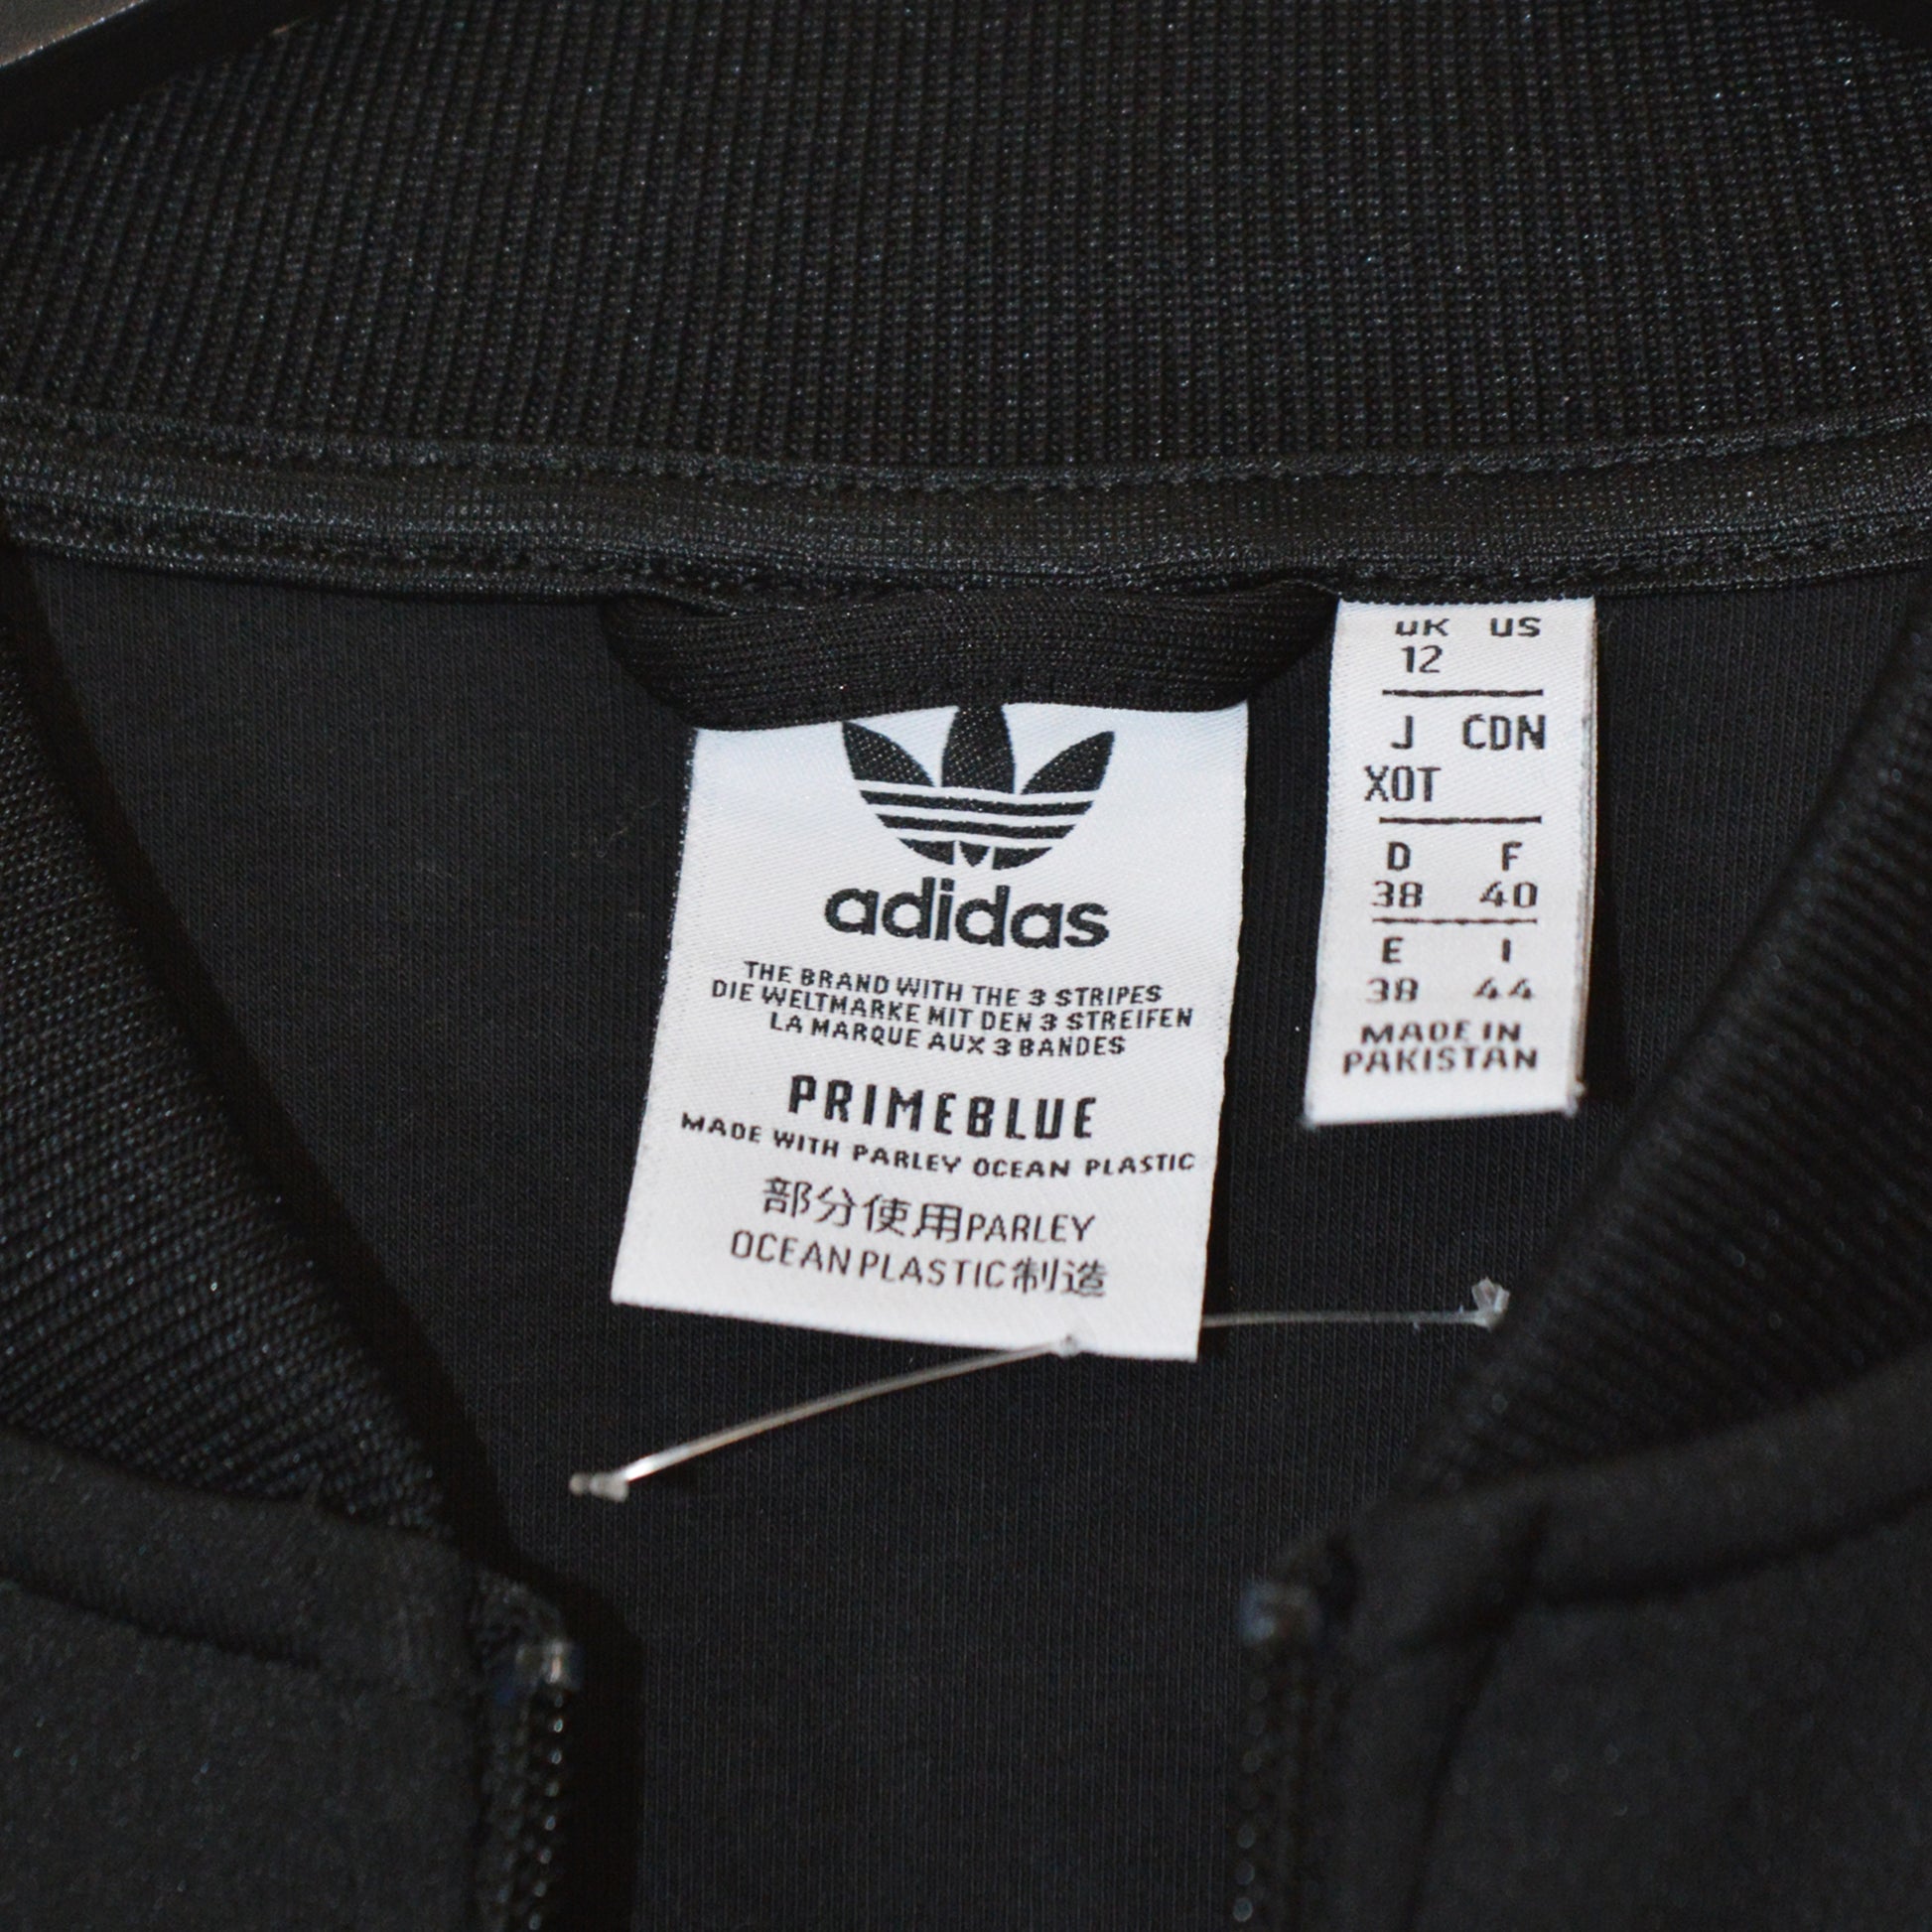 adidas
THE BRAND WITH THE 3 STRIPES
DIE WELTMARKE MIT DEN 3 STREIFEN
LA MARQUE AUX 3 BANDES
PRIMEBLUE
MADE WITH PARLEY OCEAN PLASTIC
部分使用PARLEY
OCEAN PLASTIC制造
UK US
12
J CDN
XOT
D F
38 40
E I
38 44
MADE IN
PAKISTAN